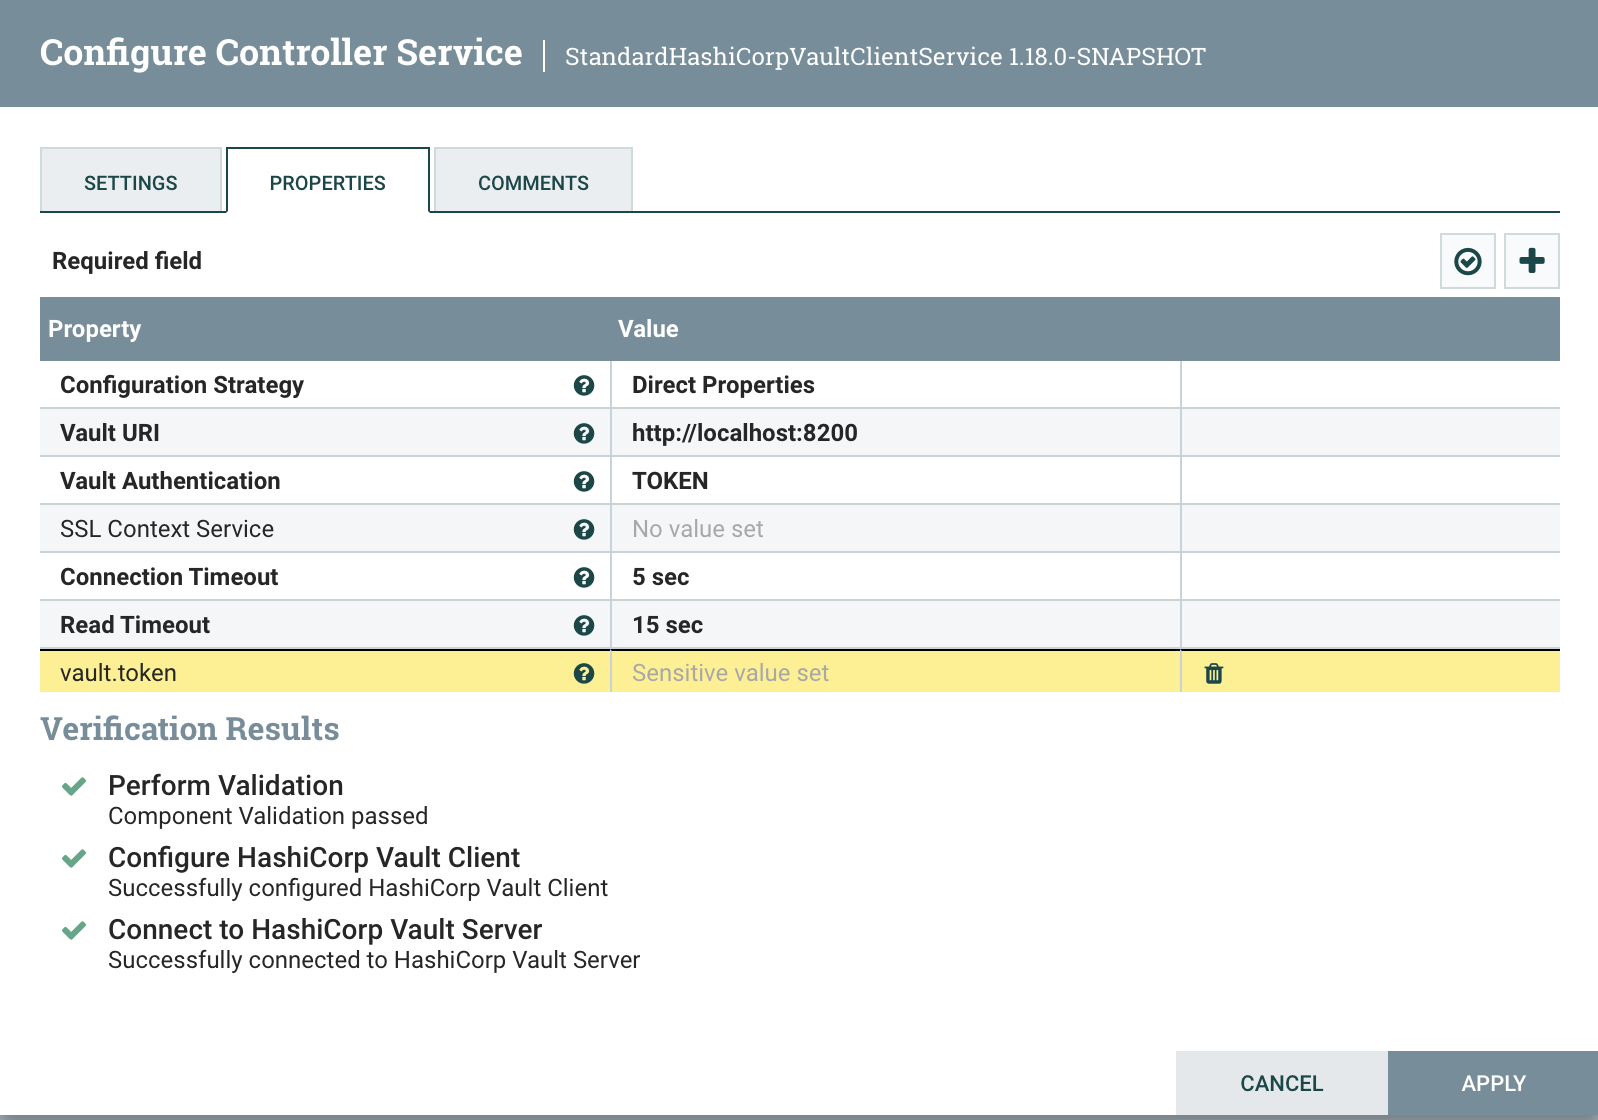 Configure Controller Service | StandardHashiCorpVaultClientService 1.18.0-SNAPSHOT
SETTINGS PROPERTIES COMMENTS
Required field
Property Value
Configuration Strategy ? Direct Properties
Vault URI ? http://localhost:8200
Vault Authentication ? TOKEN
SSL Context Service ? No value set
Connection Timeout ? 5 sec
Read Timeout ? 15 sec
vault.token ? Sensitive value set
Verification Results
Perform Validation
Component Validation passed
Configure HashiCorp Vault Client
Successfully configured HashiCorp Vault Client
Connect to HashiCorp Vault Server
Successfully connected to HashiCorp Vault Server
CANCEL APPLY